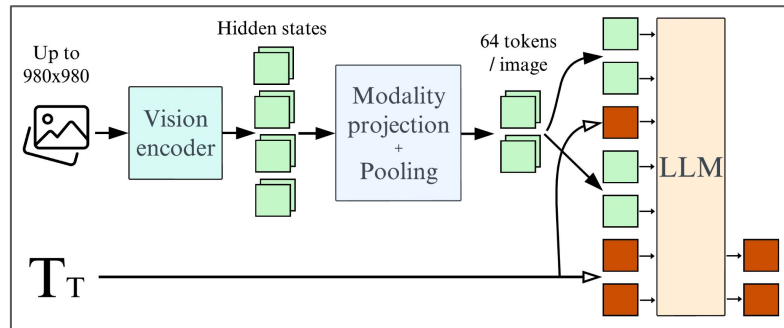 Up to
980x980
Vision
encoder
Hidden states
Modality
projection
+
Pooling
64 tokens
/ image
LLM
TT